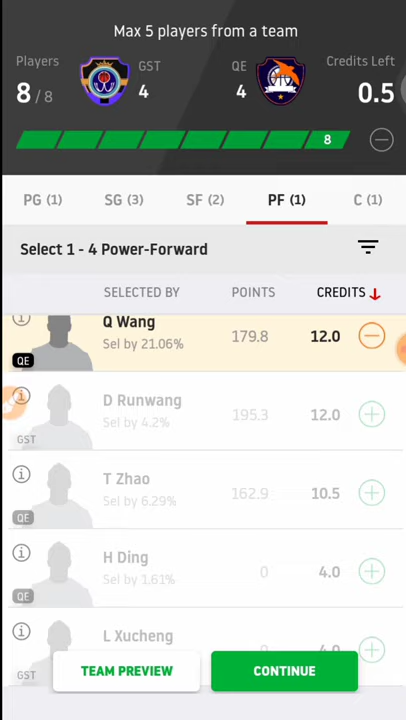 Max 5 players from a team
Players GST QE Credits Left
8 / 8 4 4 0.5
8
PG (1) SG (3) SF (2) PF (1) C (1)
Select 1 - 4 Power-Forward
SELECTED BY POINTS CREDITS
Q Wang
Sel by 21.06% 179.8 12.0
QE
D Runwang
Sel by 4.2% 195.3 12.0
GST
T Zhao
Sel by 6.29% 162.9 10.5
QE
H Ding
Sel by 1.61% 0 4.0
QE
L Xucheng
GST
TEAM PREVIEW CONTINUE